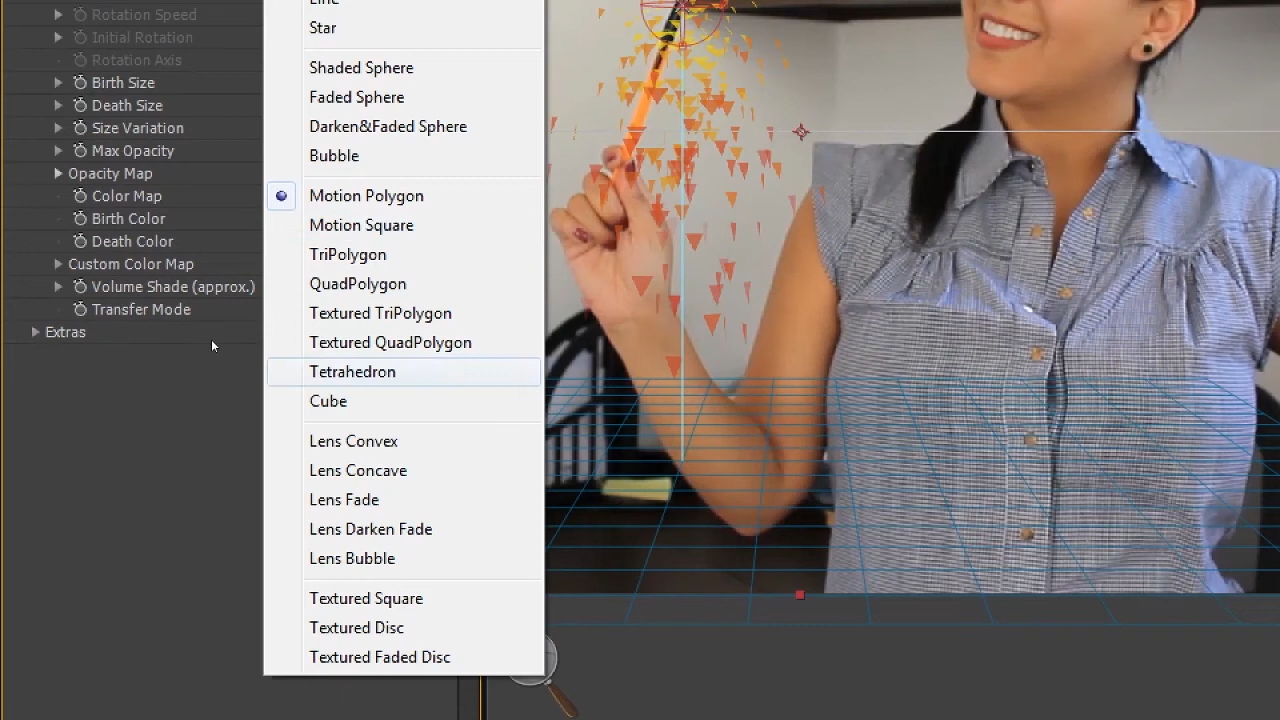 Rotation Speed
Initial Rotation
Rotation Axis
Birth Size
Death Size
Size Variation
Max Opacity
Opacity Map
Color Map
Birth Color
Death Color
Custom Color Map
Volume Shade (approx.)
Transfer Mode
Extras
Line
Star
Shaded Sphere
Faded Sphere
Darken&Faded Sphere
Bubble
Motion Polygon
Motion Square
TriPolygon
QuadPolygon
Textured TriPolygon
Textured QuadPolygon
Tetrahedron
Cube
Lens Convex
Lens Concave
Lens Fade
Lens Darken Fade
Lens Bubble
Textured Square
Textured Disc
Textured Faded Disc